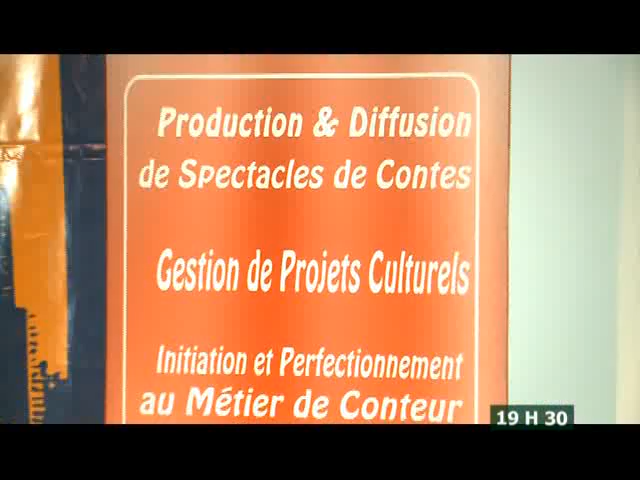 Production & Diffusion
de Spectacles de Contes
Gestion de Projets Culturels
Initiation et Perfectionnement
au Métier de Conteur
19 H 30